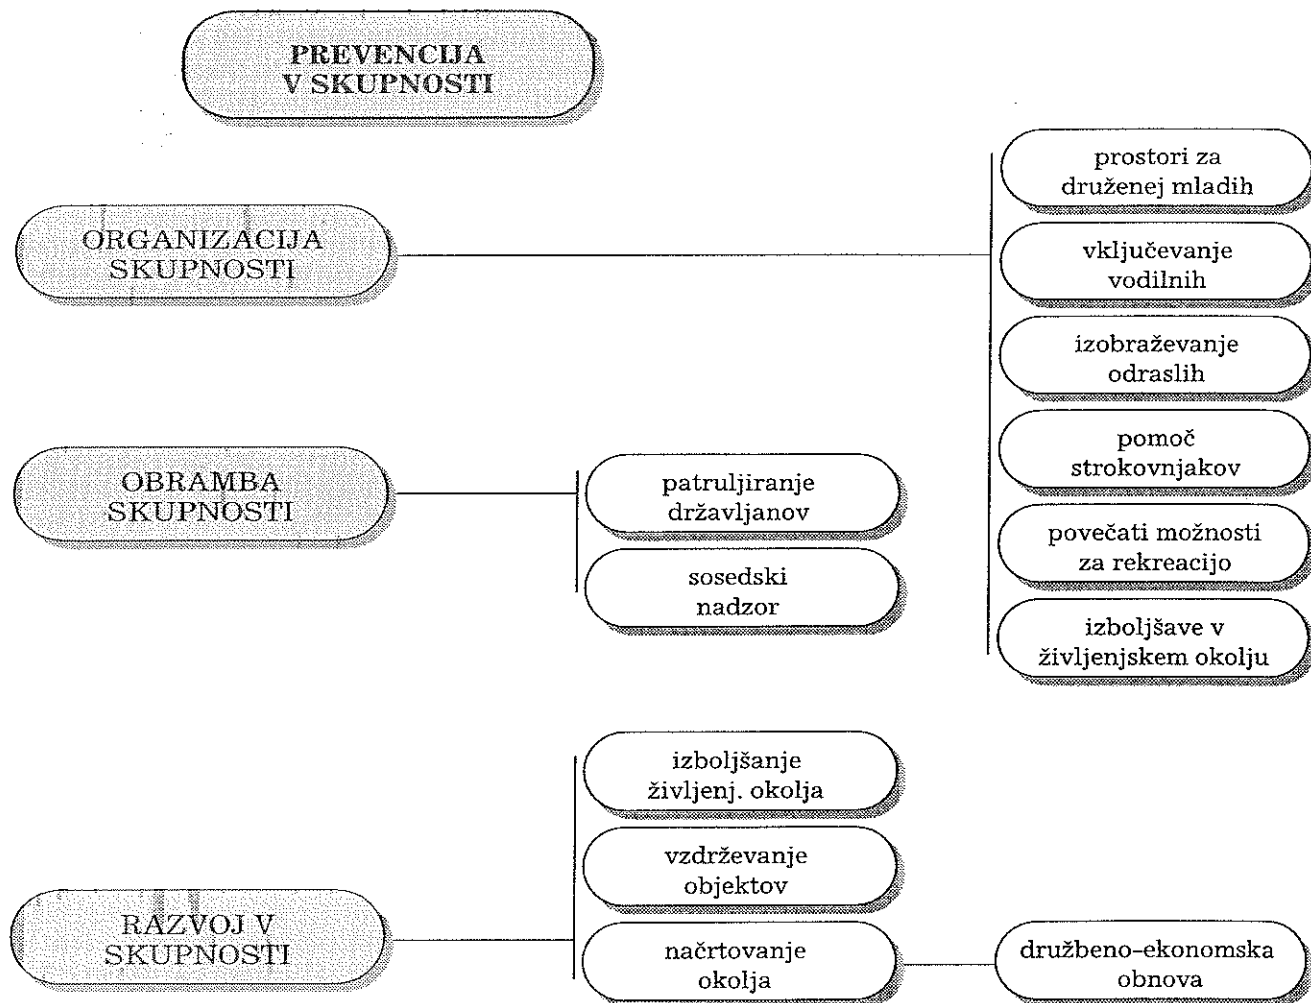 PREVENCIJA
V SKUPNOSTI
ORGANIZACIJA
SKUPNOSTI
prostori za
druženej mladih
vključevanje
vodilnih
izobraževanje
odraslih
pomoč
strokovnjakov
povečati možnosti
za rekreacijo
izboljšave v
življenjskem okolju
OBRAMBA
SKUPNOSTI
patruljiranje
državljanov
sosedski
nadzor
RAZVOJ V
SKUPNOSTI
izboljšanje
življenj. okolja
vzdrževanje
objektov
načrtovanje
okolja
družbeno-ekonomska
obnova